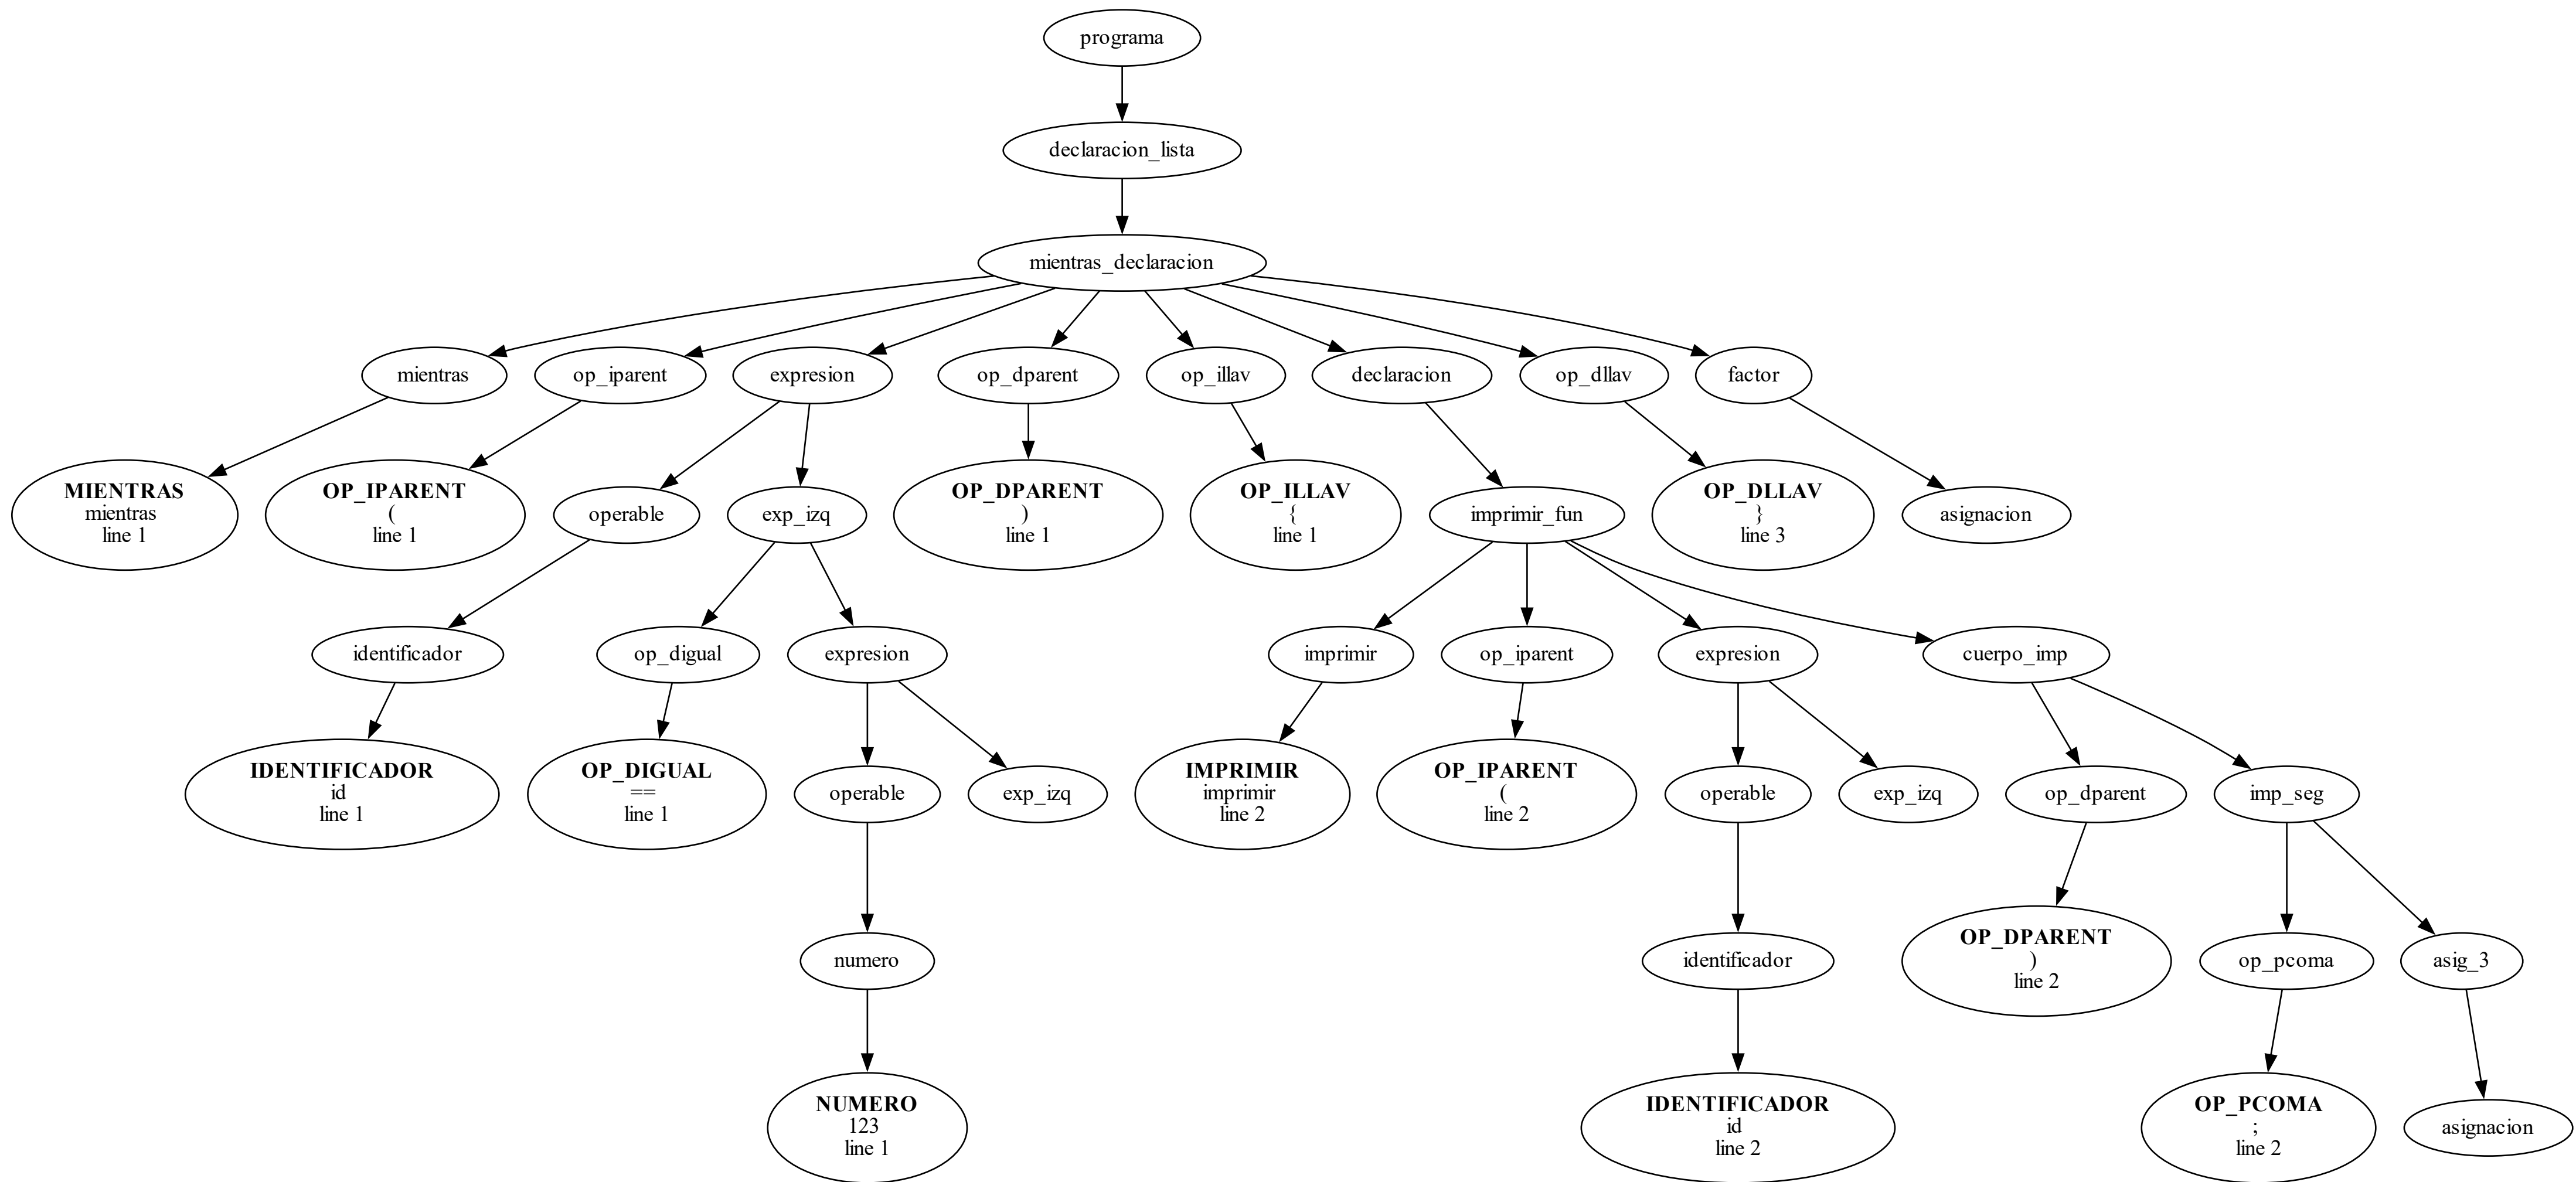 programa
declaracion_lista
mientras_declaracion
mientras
op_iparent
expresion
op_dparent
op_illav
declaracion
op_dllav
factor
MIENTRAS
mientras
line 1
OP_IPARENT
(
line 1
operable
exp_izq
OP_DPARENT
)
line 1
OP_ILLAV
{
line 1
imprimir_fun
OP_DLLAV
}
line 3
asignacion
identificador
op_digual
expresion
imprimir
op_iparent
expresion
cuerpo_imp
IDENTIFICADOR
id
line 1
OP_DIGUAL
==
line 1
operable
exp_izq
IMPRIMIR
imprimir
line 2
OP_IPARENT
(
line 2
operable
exp_izq
op_dparent
imp_seg
numero
identificador
OP_DPARENT
)
line 2
op_pcoma
asig_3
NUMERO
123
line 1
IDENTIFICADOR
id
line 2
OP_PCOMA
;
line 2
asignacion